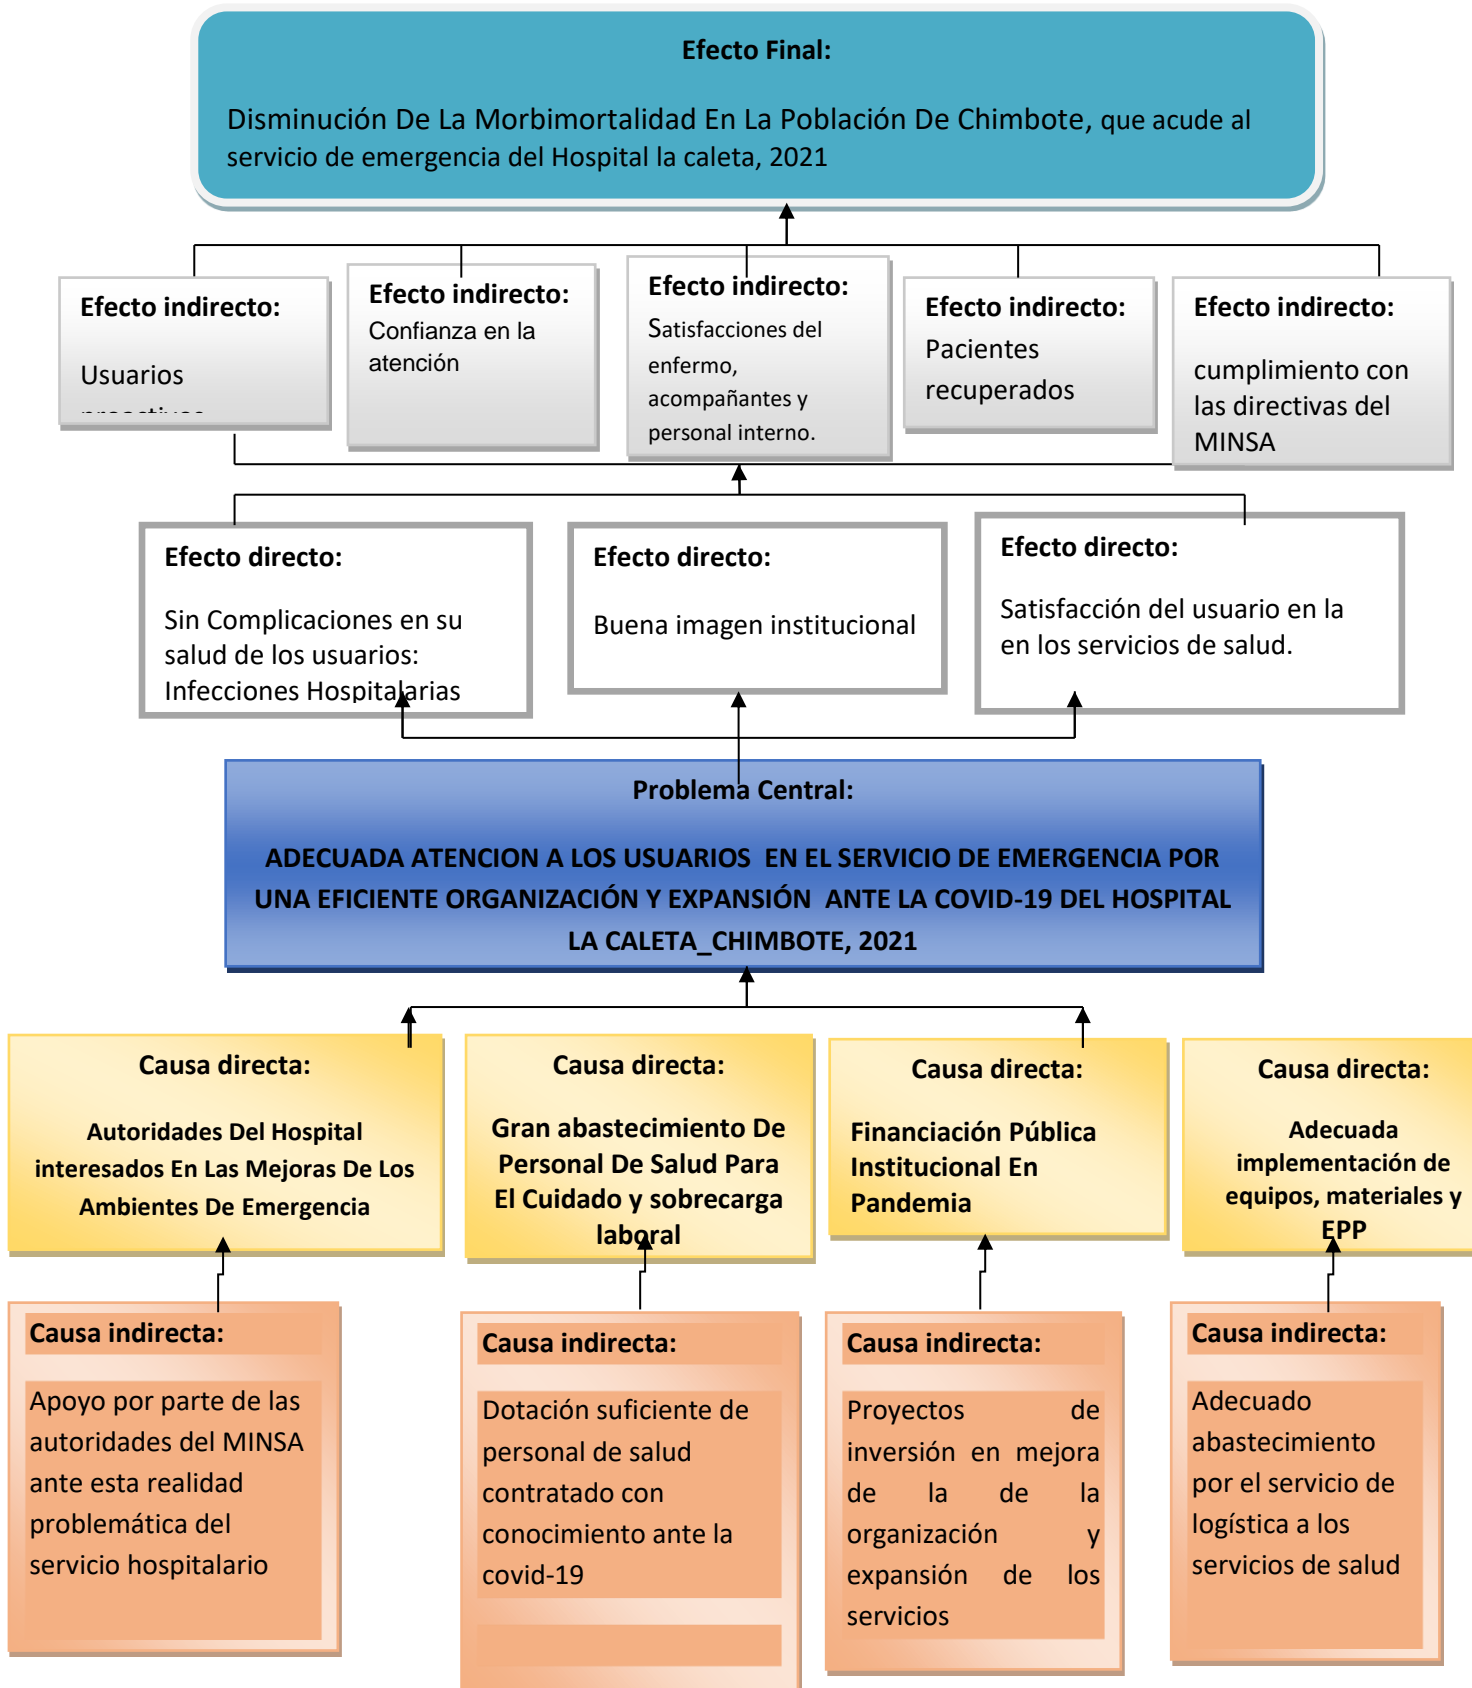 Efecto Final:
Disminución De La Morbimortalidad En La Población De Chimbote, que acude al
servicio de emergencia del Hospital la caleta, 2021
Efecto indirecto:
Usuarios
Efecto indirecto:
Confianza en la
atención
Efecto indirecto:
Satisfacciones del
enfermo,
acompañantes y
personal interno.
Efecto indirecto:
Pacientes
recuperados
Efecto indirecto:
cumplimiento con
las directivas del
MINSA
Efecto directo:
Sin Complicaciones en su
salud de los usuarios:
Infecciones Hospitalarias
Efecto directo:
Buena imagen institucional
Efecto directo:
Satisfacción del usuario en la
en los servicios de salud.
Problema Central:
ADECUADA ATENCION A LOS USUARIOS EN EL SERVICIO DE EMERGENCIA POR
UNA EFICIENTE ORGANIZACIÓN Y EXPANSIÓN ANTE LA COVID-19 DEL HOSPITAL
LA CALETA_CHIMBOTE, 2021
Causa directa:
Autoridades Del Hospital
interesados En Las Mejoras De Los
Ambientes De Emergencia
Causa directa:
Gran abastecimiento De
Personal De Salud Para
El Cuidado y sobrecarga
laboral
Causa directa:
Financiación Pública
Institucional En
Pandemia
Causa directa:
Adecuada
implementación de
equipos, materiales y
EPP
Causa indirecta:
Apoyo por parte de las
autoridades del MINSA
ante esta realidad
problemática del
servicio hospitalario
Causa indirecta:
Dotación suficiente de
personal de salud
contratado con
conocimiento ante la
covid-19
Causa indirecta:
Proyectos de
inversión en mejora
de la de la
organización y
expansión de los
servicios
Causa indirecta:
Adecuado
abastecimiento
por el servicio de
logística a los
servicios de salud